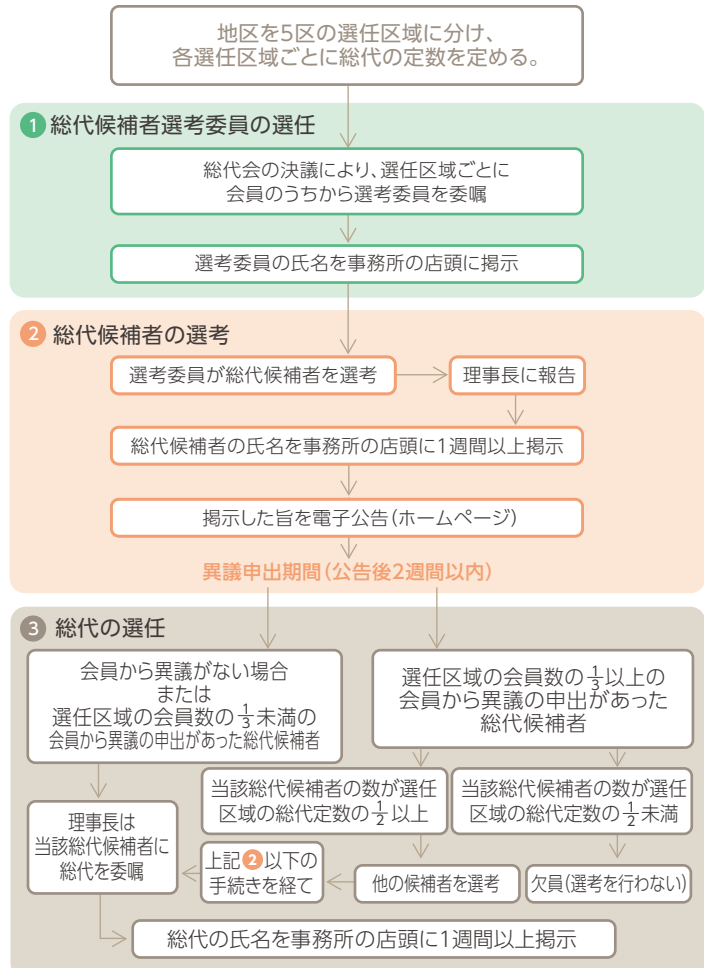 地区を5区の選任区域に分け、
各選任区域ごとに総代の定数を定める。
1 総代候補者選考委員の選任
総代会の決議により、選任区域ごとに
会員のうちから選考委員を委嘱
選考委員の氏名を事務所の店頭に掲示
2 総代候補者の選考
選考委員が総代候補者を選考
理事長に報告
総代候補者の氏名を事務所の店頭に1週間以上掲示
掲示した旨を電子公告(ホームページ)
異議申出期間(公告後2週間以内)
3 総代の選任
会員から異議がない場合
または
選任区域の会員数の1/3未満の
会員から異議の申出があった総代候補者
選任区域の会員数の1/3以上の
会員から異議の申出があった
総代候補者
当該総代候補者の数が選任
区域の総代定数の1/2以上
当該総代候補者の数が選任
区域の総代定数の1/2未満
理事長は
当該総代候補者に
総代を委嘱
上記2以下の
手続きを経て
他の候補者を選考
欠員(選考を行わない)
総代の氏名を事務所の店頭に1週間以上掲示